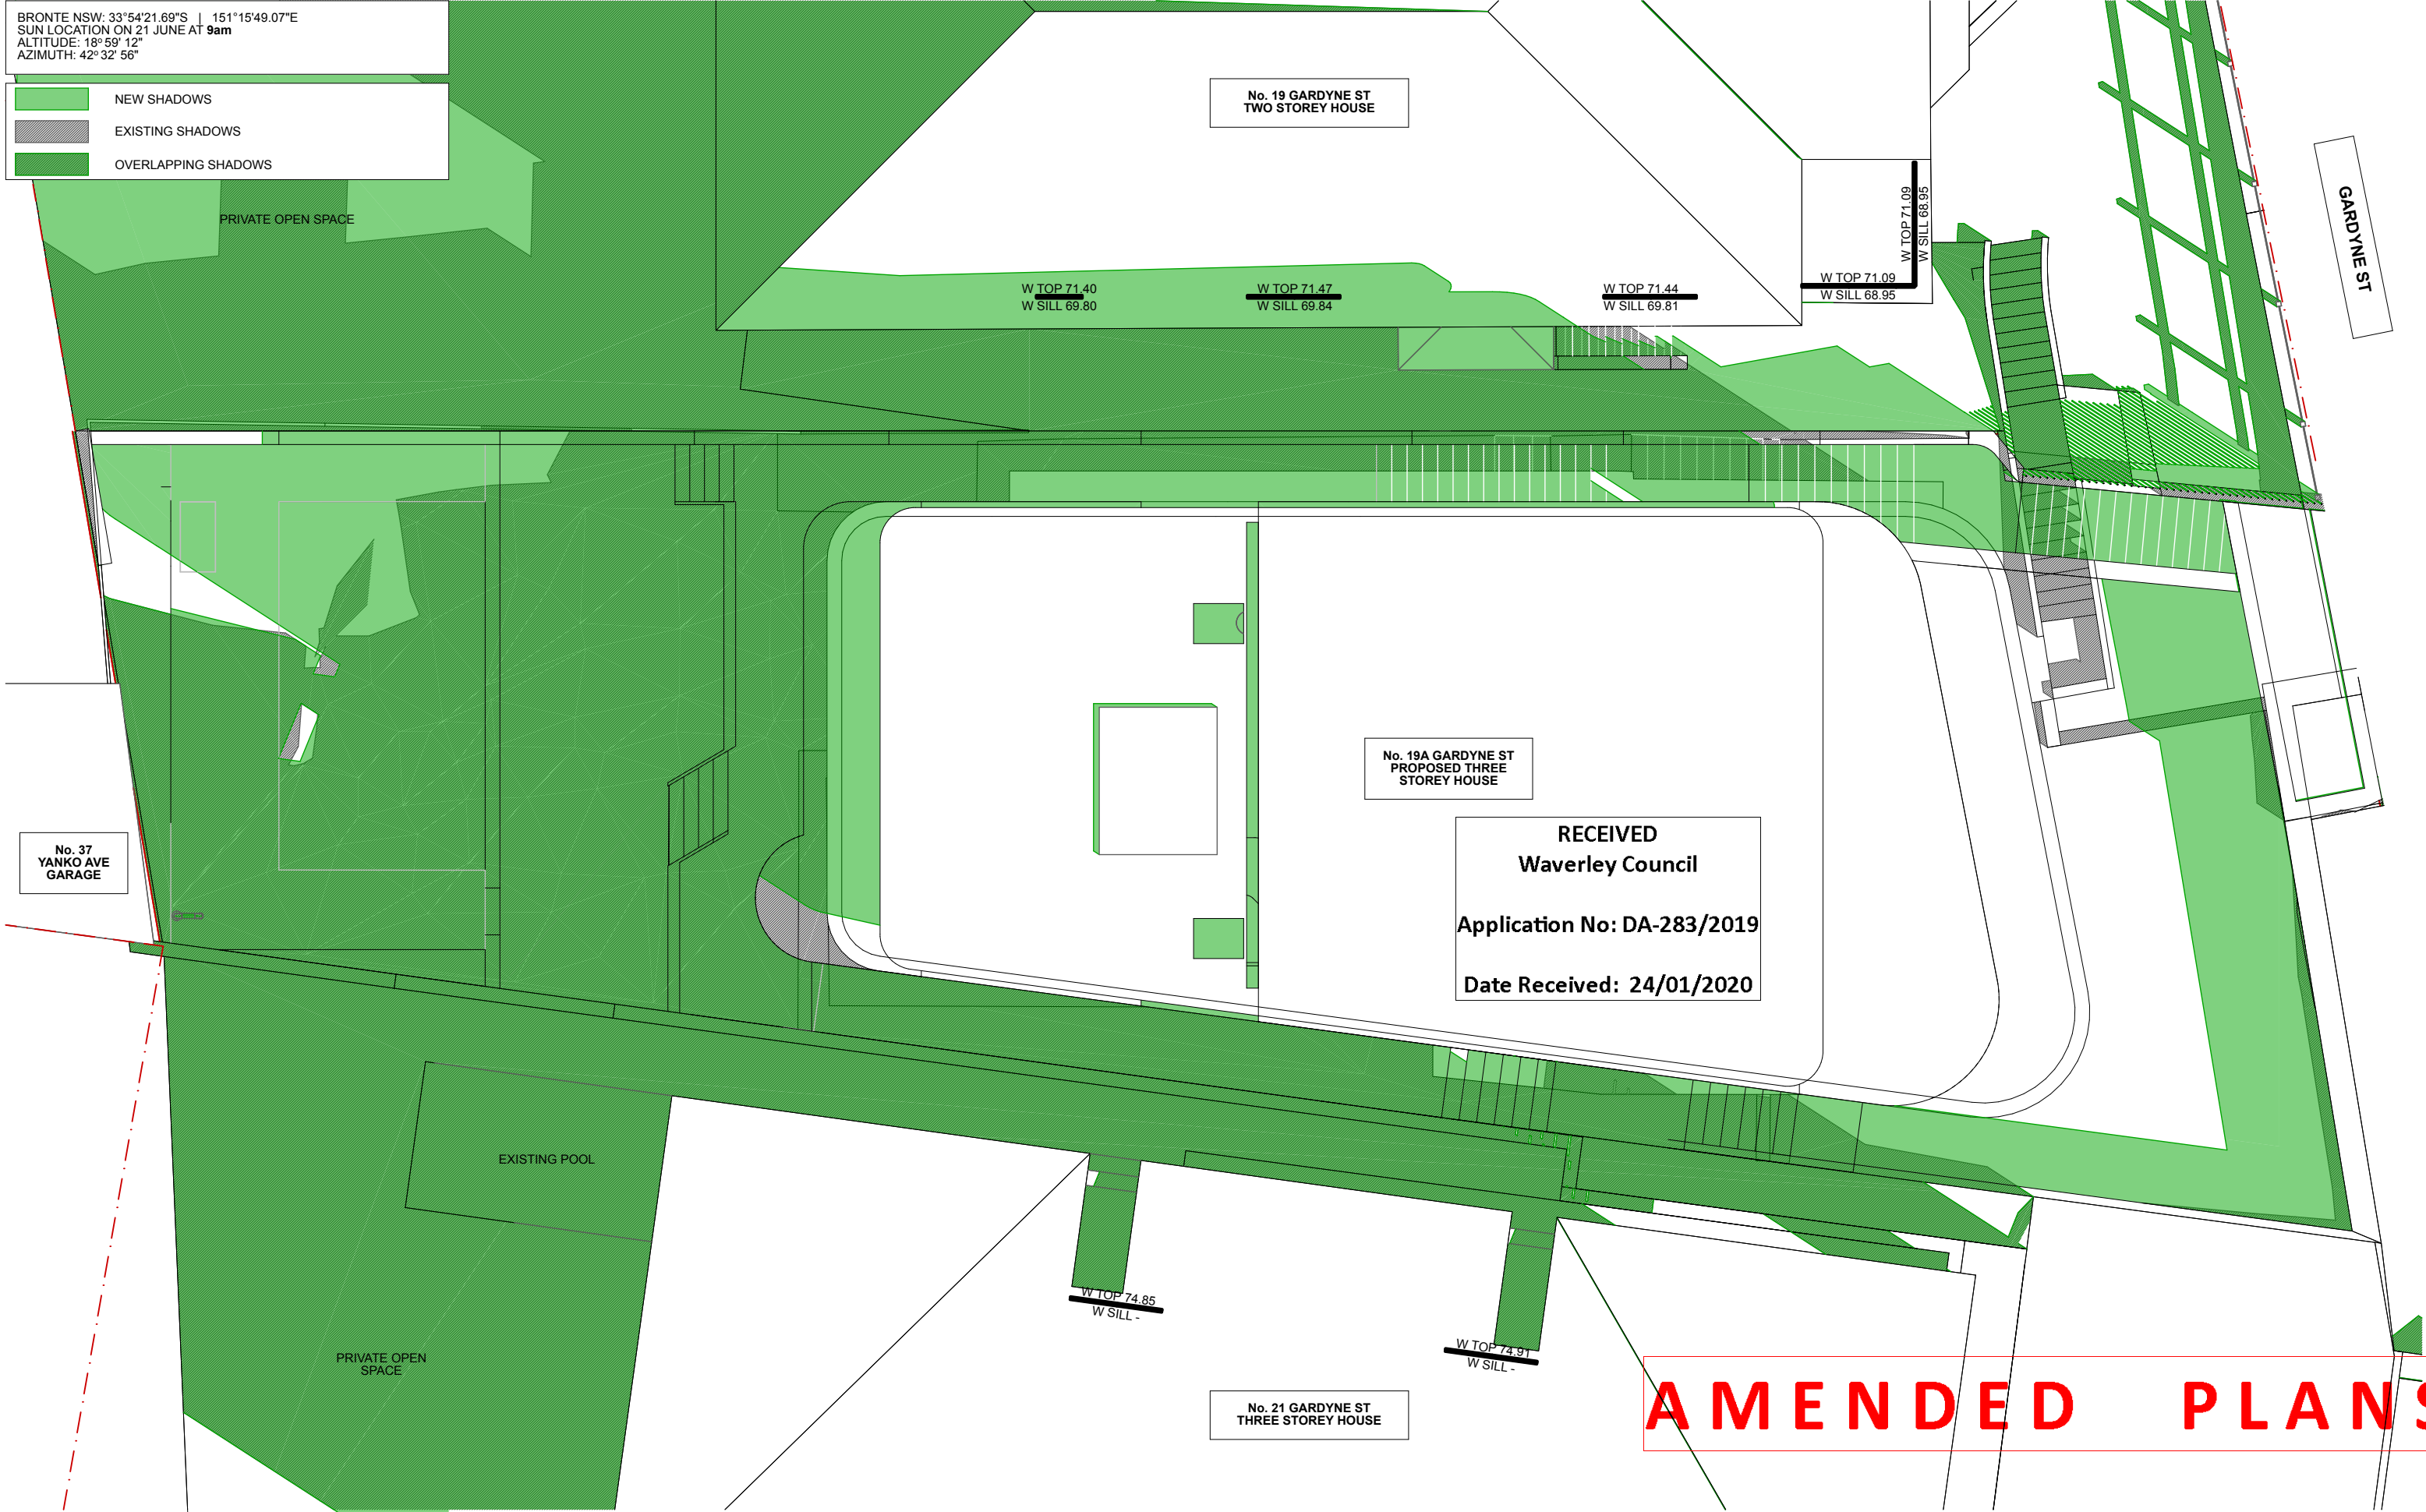 BRONTE NSW: 33°54'21.69"S | 151°15'49.07"E
SUN LOCATION ON 21 JUNE AT 9am
ALTITUDE: 18º 59' 12"
AZIMUTH: 42º 32' 56"
NEW SHADOWS
EXISTING SHADOWS
OVERLAPPING SHADOWS
PRIVATE OPEN SPACE
No. 19 GARDYNE ST
TWO STOREY HOUSE
W TOP 71.09
W SILL 68.95
GARDYNE ST
W TOP 71.40
W SILL 69.80
W TOP 71.47
W SILL 69.84
W TOP 71.44
W SILL 69.81
W TOP 71.09
W SILL 68.95
No. 19A GARDYNE ST
PROPOSED THREE
STOREY HOUSE
RECEIVED
Waverley Council
Application No: DA-283/2019
Date Received: 24/01/2020
No. 37
YANKO AVE
GARAGE
EXISTING POOL
PRIVATE OPEN
SPACE
W TOP 74.85
W SILL -
W TOP 74.91
W SILL -
No. 21 GARDYNE ST
THREE STOREY HOUSE
AMENDED PLANS